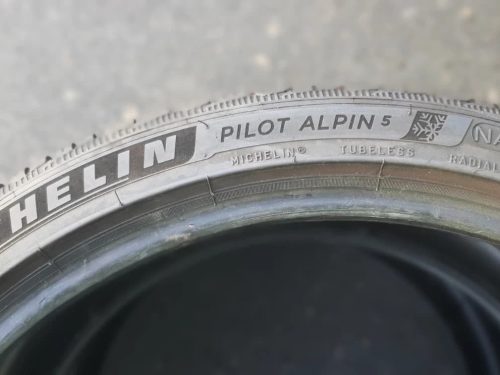 HELIN PILOT ALPIN 5 NA
MICHELIN® TUBELESS RADIAL